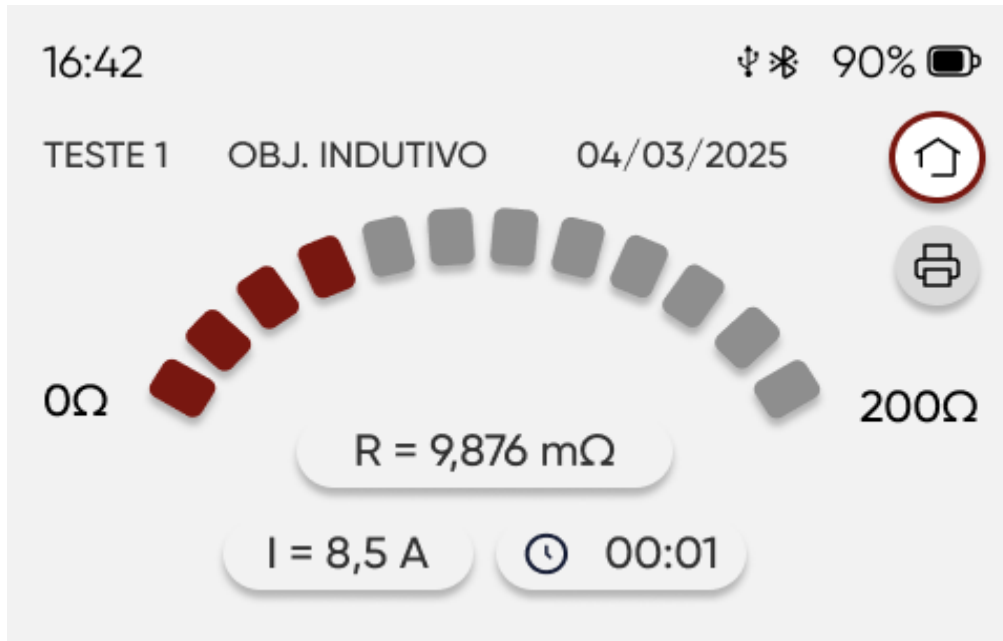 16:42 90%
TESTE 1 OBJ. INDUTIVO 04/03/2025
0Ω 200Ω
R = 9,876 mΩ
I = 8,5 A 00:01